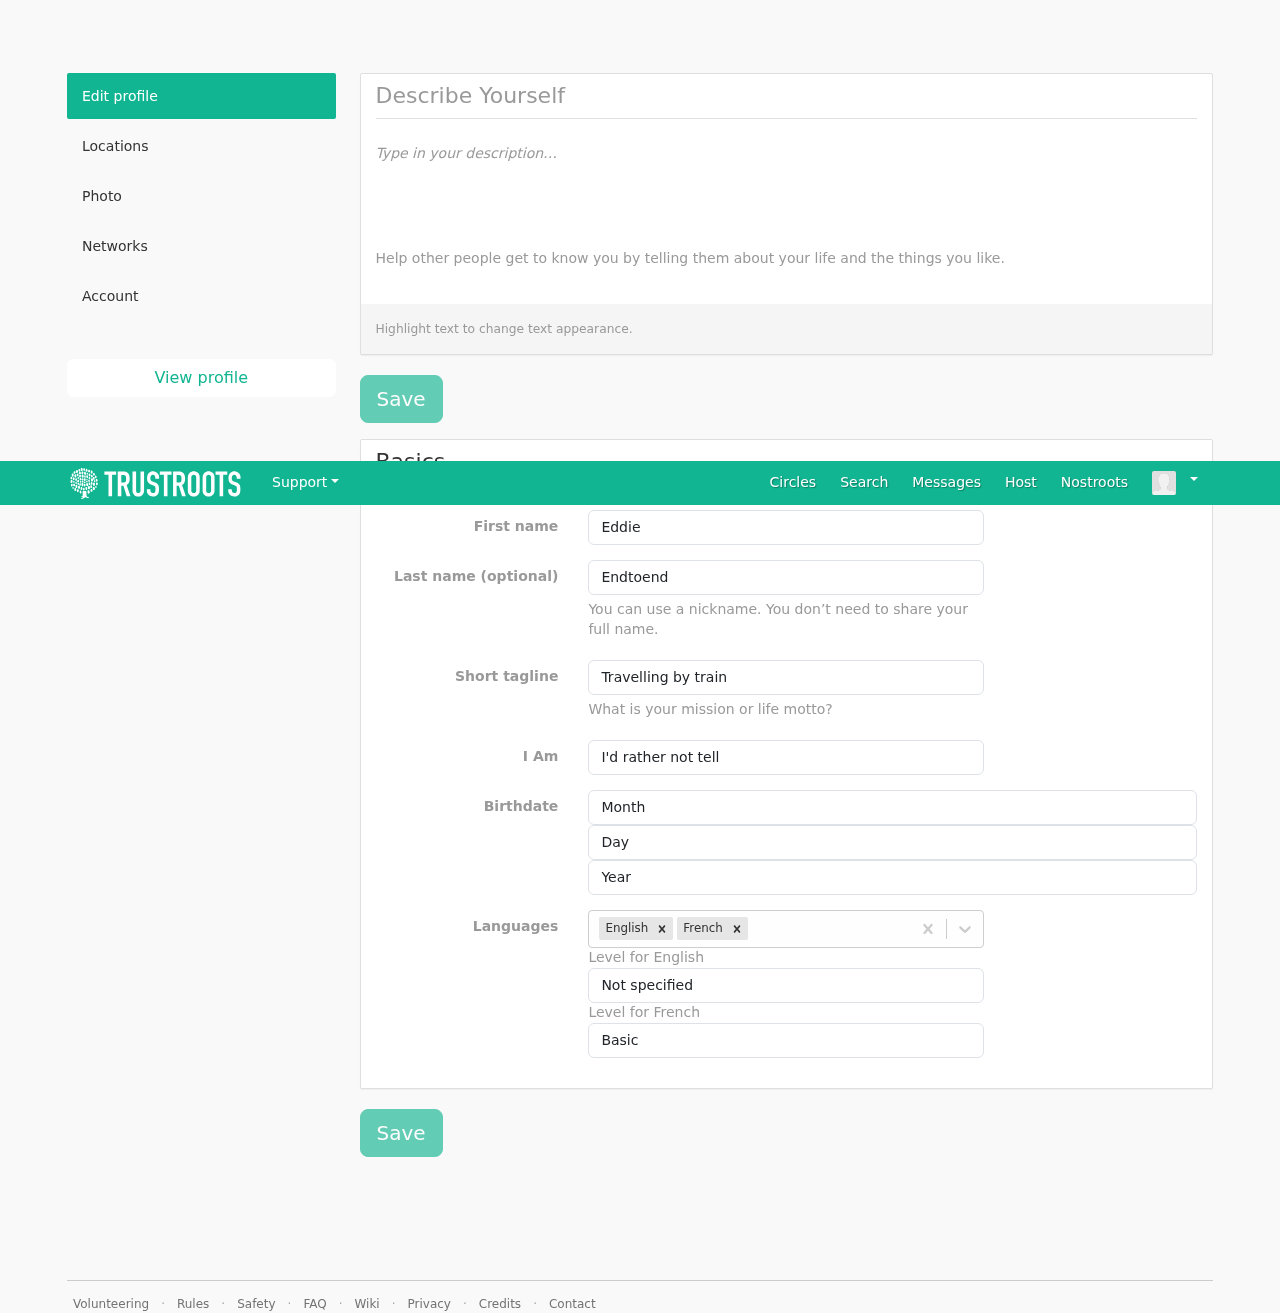 Edit profile
Locations
Photo
Networks
Account
View profile
Describe Yourself
Type in your description...
Help other people get to know you by telling them about your life and the things you like.
Highlight text to change text appearance.
Save
Basics
TRUSTROOTS
Support
Circles
Search
Messages
Host
Nostroots
First name
Eddie
Last name (optional)
Endtoend
You can use a nickname. You don’t need to share your
full name.
Short tagline
Travelling by train
What is your mission or life motto?
I Am
I'd rather not tell
Birthdate
Month
Day
Year
Languages
English
French
Level for English
Not specified
Level for French
Basic
Save
Volunteering · Rules · Safety · FAQ · Wiki · Privacy · Credits · Contact